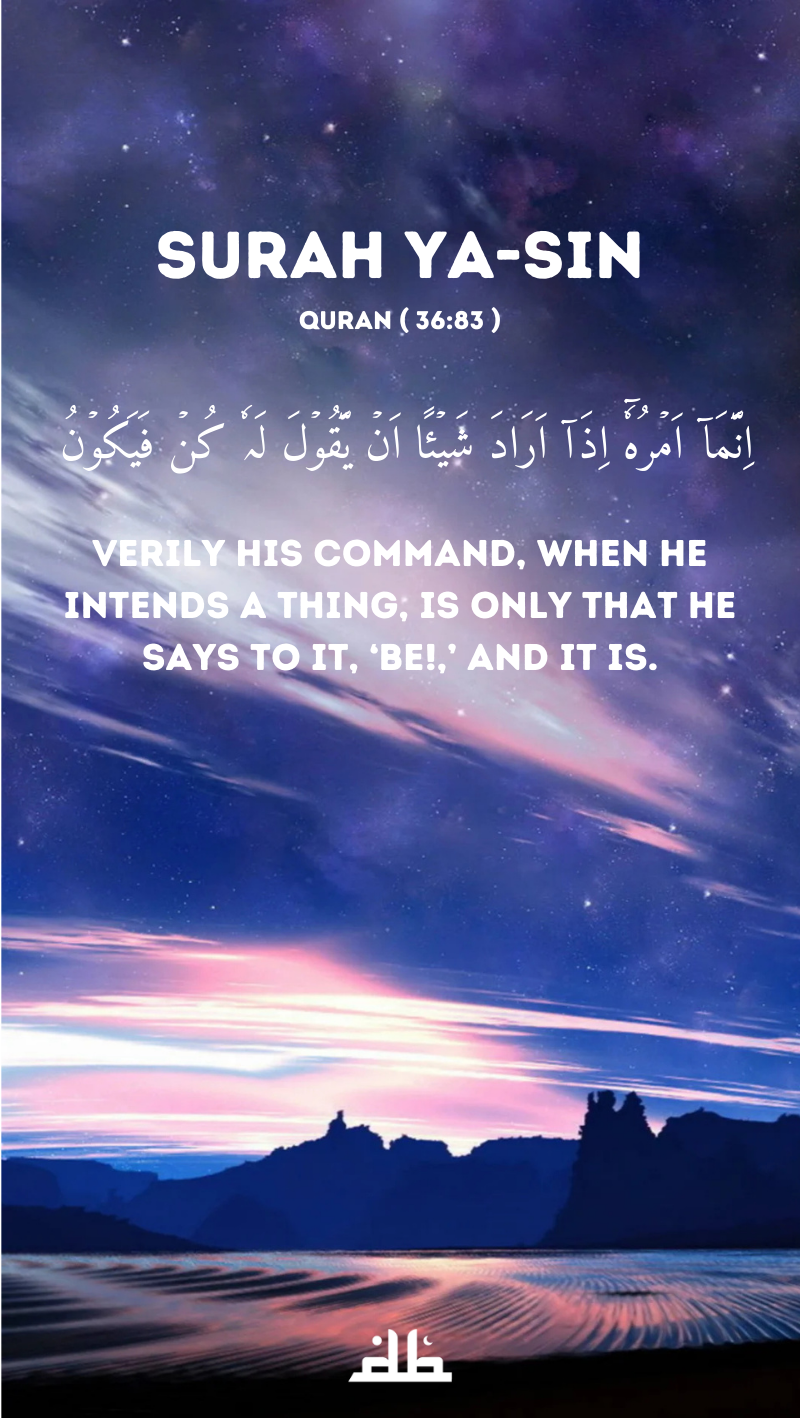 SURAH YA-SIN
QURAN ( 36:83 )
اِنَّمَاۤ اَمۡرُهٗۤ اِذَاۤ اَرَادَ شَیۡـًٔا اَنۡ یَّقُوۡلَ لَہٗ کُنۡ فَیَکُوۡنُ
VERILY HIS COMMAND, WHEN HE
INTENDS A THING, IS ONLY THAT HE
SAYS TO IT, ‘BE!,’ AND IT IS.